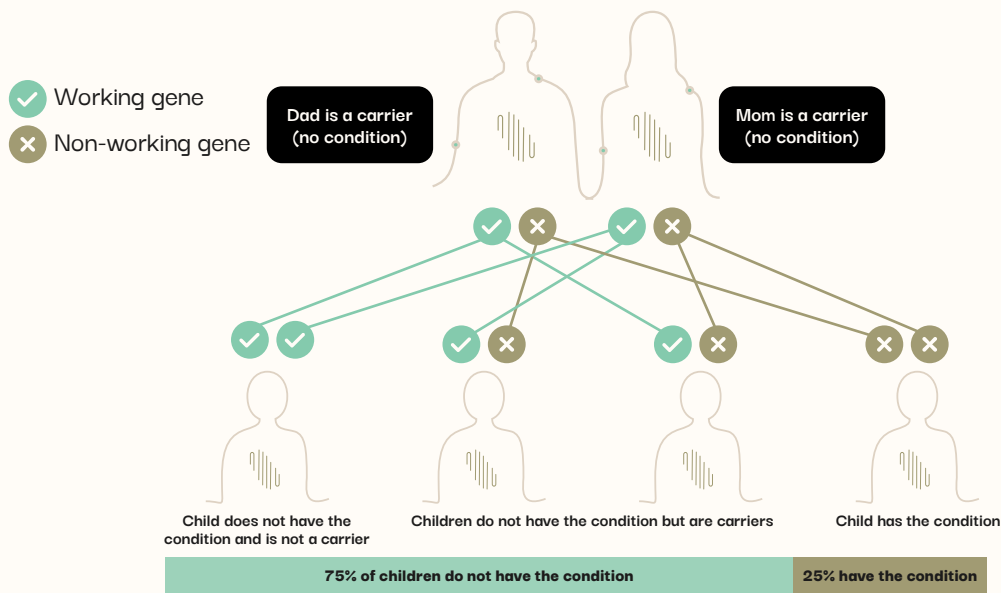 Working gene
Non-working gene
Dad is a carrier
(no condition)
Mom is a carrier
(no condition)
Child does not have the
condition and is not a carrier
Children do not have the condition but are carriers
Child has the condition
75% of children do not have the condition
25% have the condition